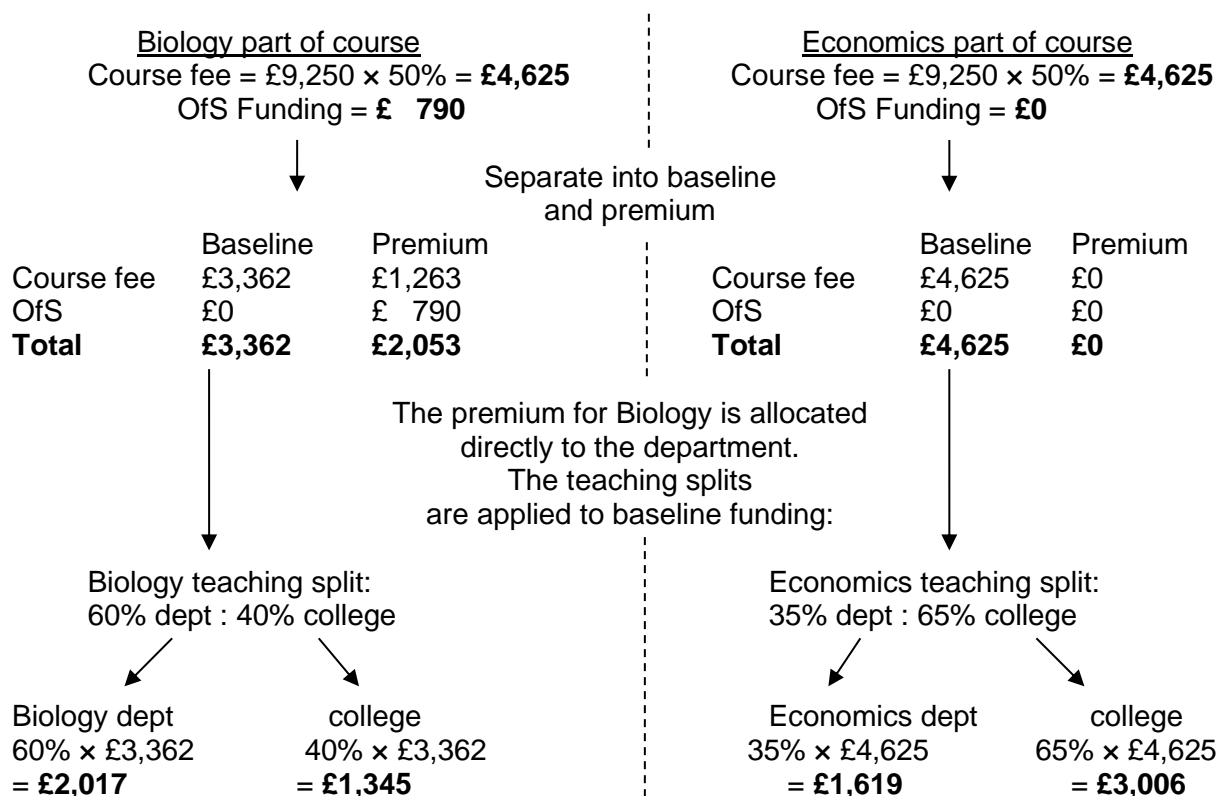 Biology part of course
Course fee = £9,250 × 50% = £4,625
OfS Funding = £ 790
Economics part of course
Course fee = £9,250 × 50% = £4,625
OfS Funding = £0
Separate into baseline
and premium
Baseline Premium
Course fee £3,362 £1,263
OfS £0 £ 790
Total £3,362 £2,053
Baseline Premium
Course fee £4,625 £0
OfS £0 £0
Total £4,625 £0
The premium for Biology is allocated
directly to the department.
The teaching splits
are applied to baseline funding:
Biology teaching split:
60% dept : 40% college
Economics teaching split:
35% dept : 65% college
Biology dept college
60% × £3,362 40% × £3,362
= £2,017 = £1,345
Economics dept college
35% × £4,625 65% × £4,625
= £1,619 = £3,006